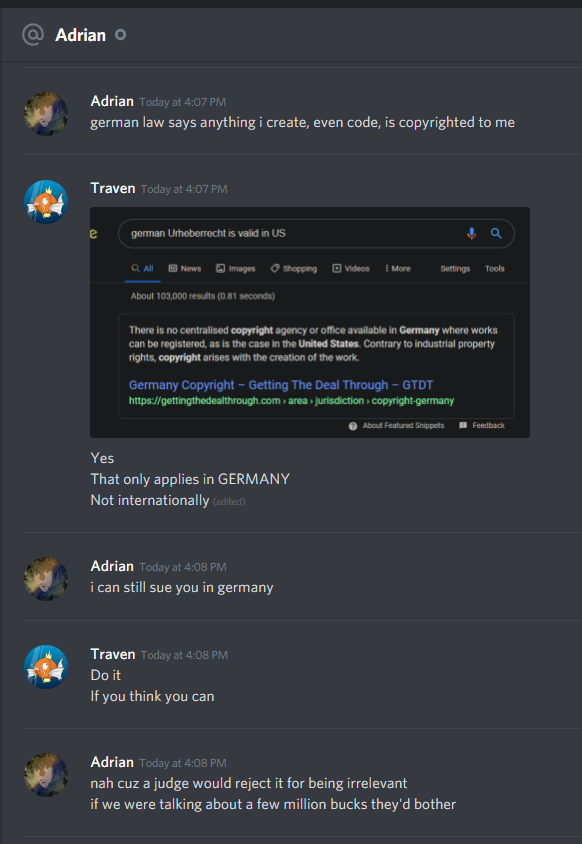 @ Adrian
Adrian Today at 4:07 PM
german law says anything i create, even code, is copyrighted to me
Traven Today at 4:07 PM
e
german Urheberrecht is valid in US
All News Images Shopping Videos More Settings Tools
About 103,000 results (0.81 seconds)
There is no centralised copyright agency or office available in Germany where works
can be registered, as is the case in the United States. Contrary to industrial property
rights, copyright arises with the creation of the work.
Germany Copyright – Getting The Deal Through – GTDT
https://gettingthedealthrough.com › area › jurisdiction › copyright-germany
About Featured Snippets Feedback
Yes
That only applies in GERMANY
Not internationally (edited)
Adrian Today at 4:08 PM
i can still sue you in germany
Traven Today at 4:08 PM
Do it
If you think you can
Adrian Today at 4:08 PM
nah cuz a judge would reject it for being irrelevant
if we were talking about a few million bucks they'd bother